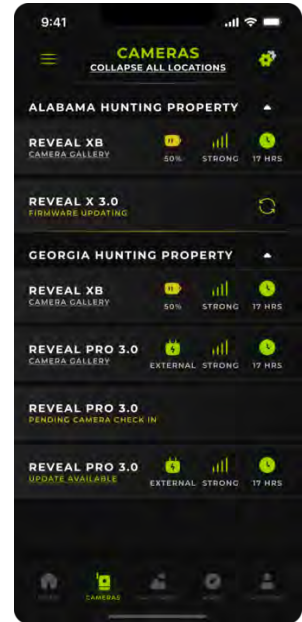 9:41
CAMERAS
COLLAPSE ALL LOCATIONS
ALABAMA HUNTING PROPERTY
REVEAL XB
CAMERA GALLERY
50% STRONG 17 HRS
REVEAL X 3.0
FIRMWARE UPDATING
GEORGIA HUNTING PROPERTY
REVEAL XB
CAMERA GALLERY
50% STRONG 17 HRS
REVEAL PRO 3.0
CAMERA GALLERY
EXTERNAL STRONG 17 HRS
REVEAL PRO 3.0
PENDING CAMERA CHECK IN
REVEAL PRO 3.0
UPDATE AVAILABLE
EXTERNAL STRONG 17 HRS
CAMERAS